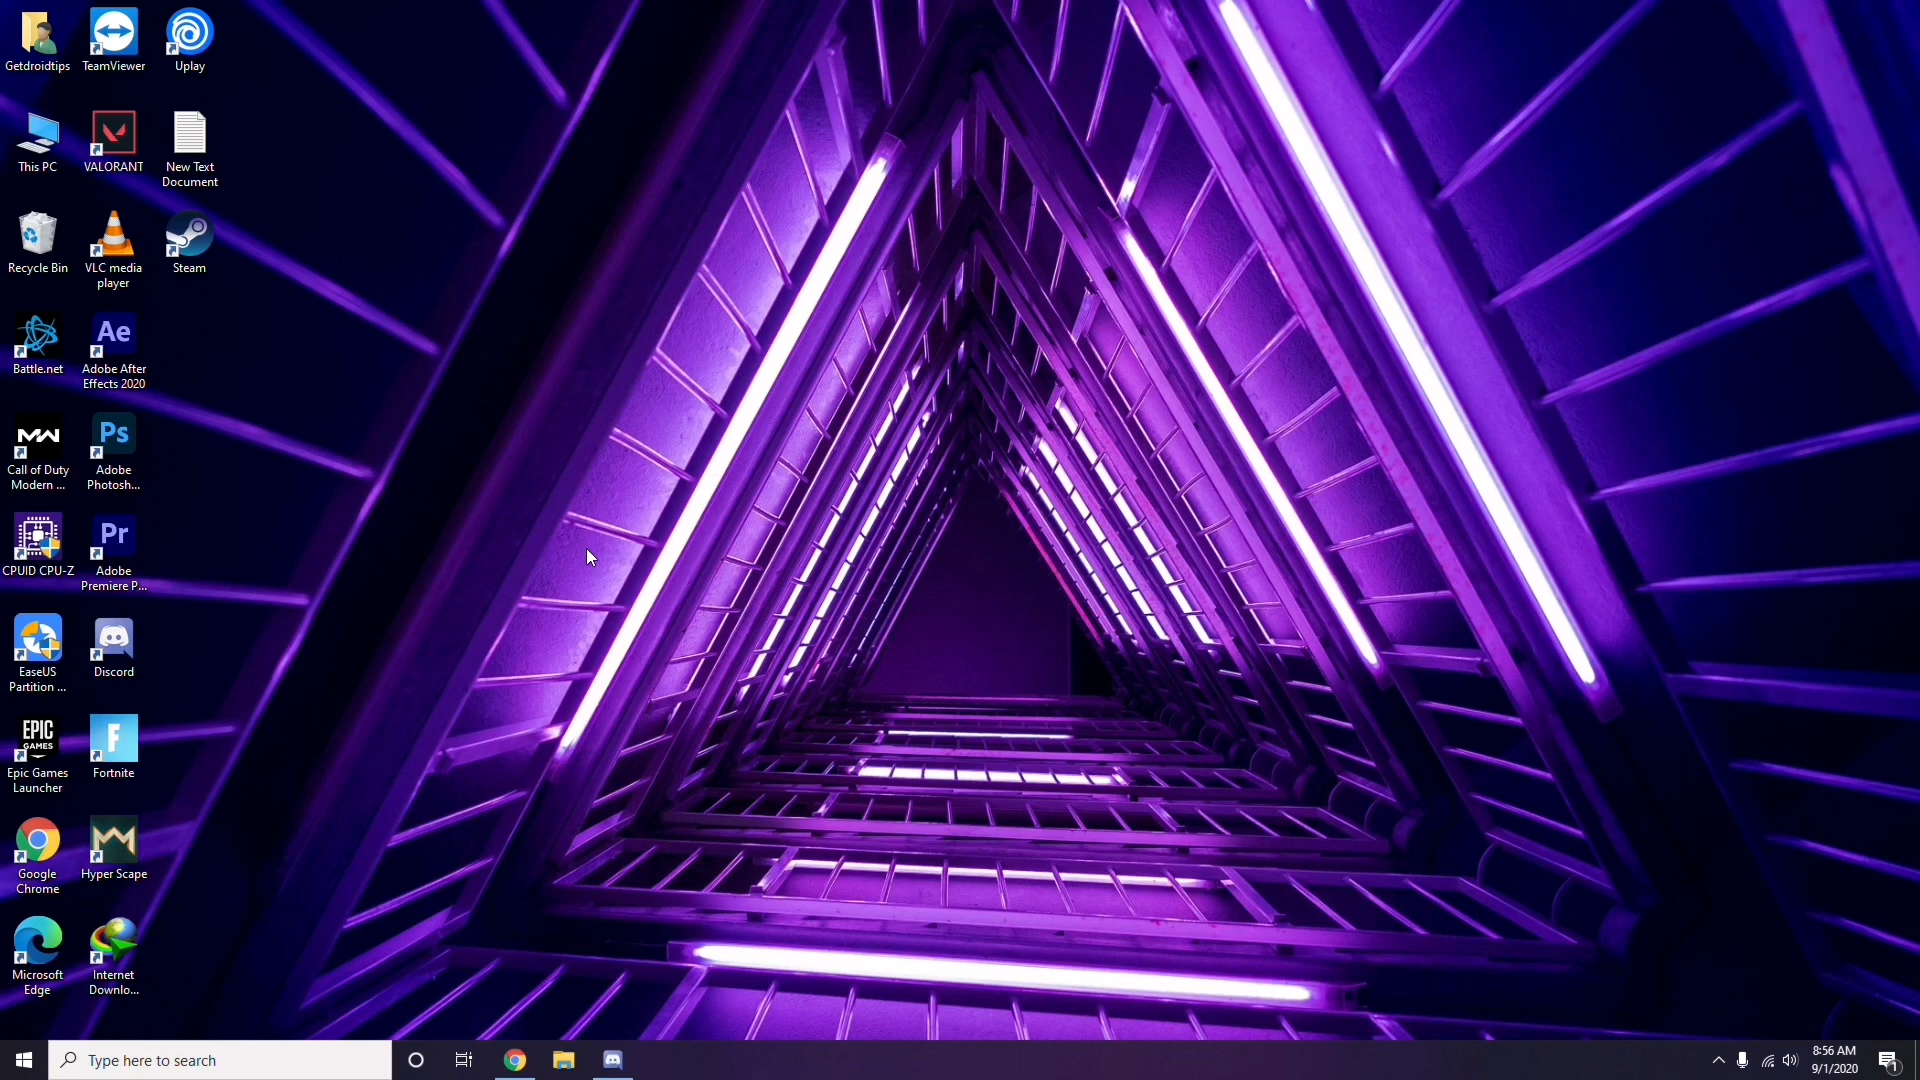 Getdroidtips
TeamViewer
Uplay
This PC
VALORANT
New Text
Document
Recycle Bin
VLC media
player
Steam
Battle.net
Ae
Adobe After
Effects 2020
MW
Call of Duty
Modern ...
Ps
Adobe
Photosh...
CPUID CPU-Z
Pr
Adobe
Premiere P...
EaseUS
Partition ...
Discord
EPIC
GAMES
Epic Games
Launcher
F
Fortnite
Google
Chrome
Hyper Scape
Microsoft
Edge
Internet
Downlo...
Type here to search
8:56 AM
9/1/2020
1